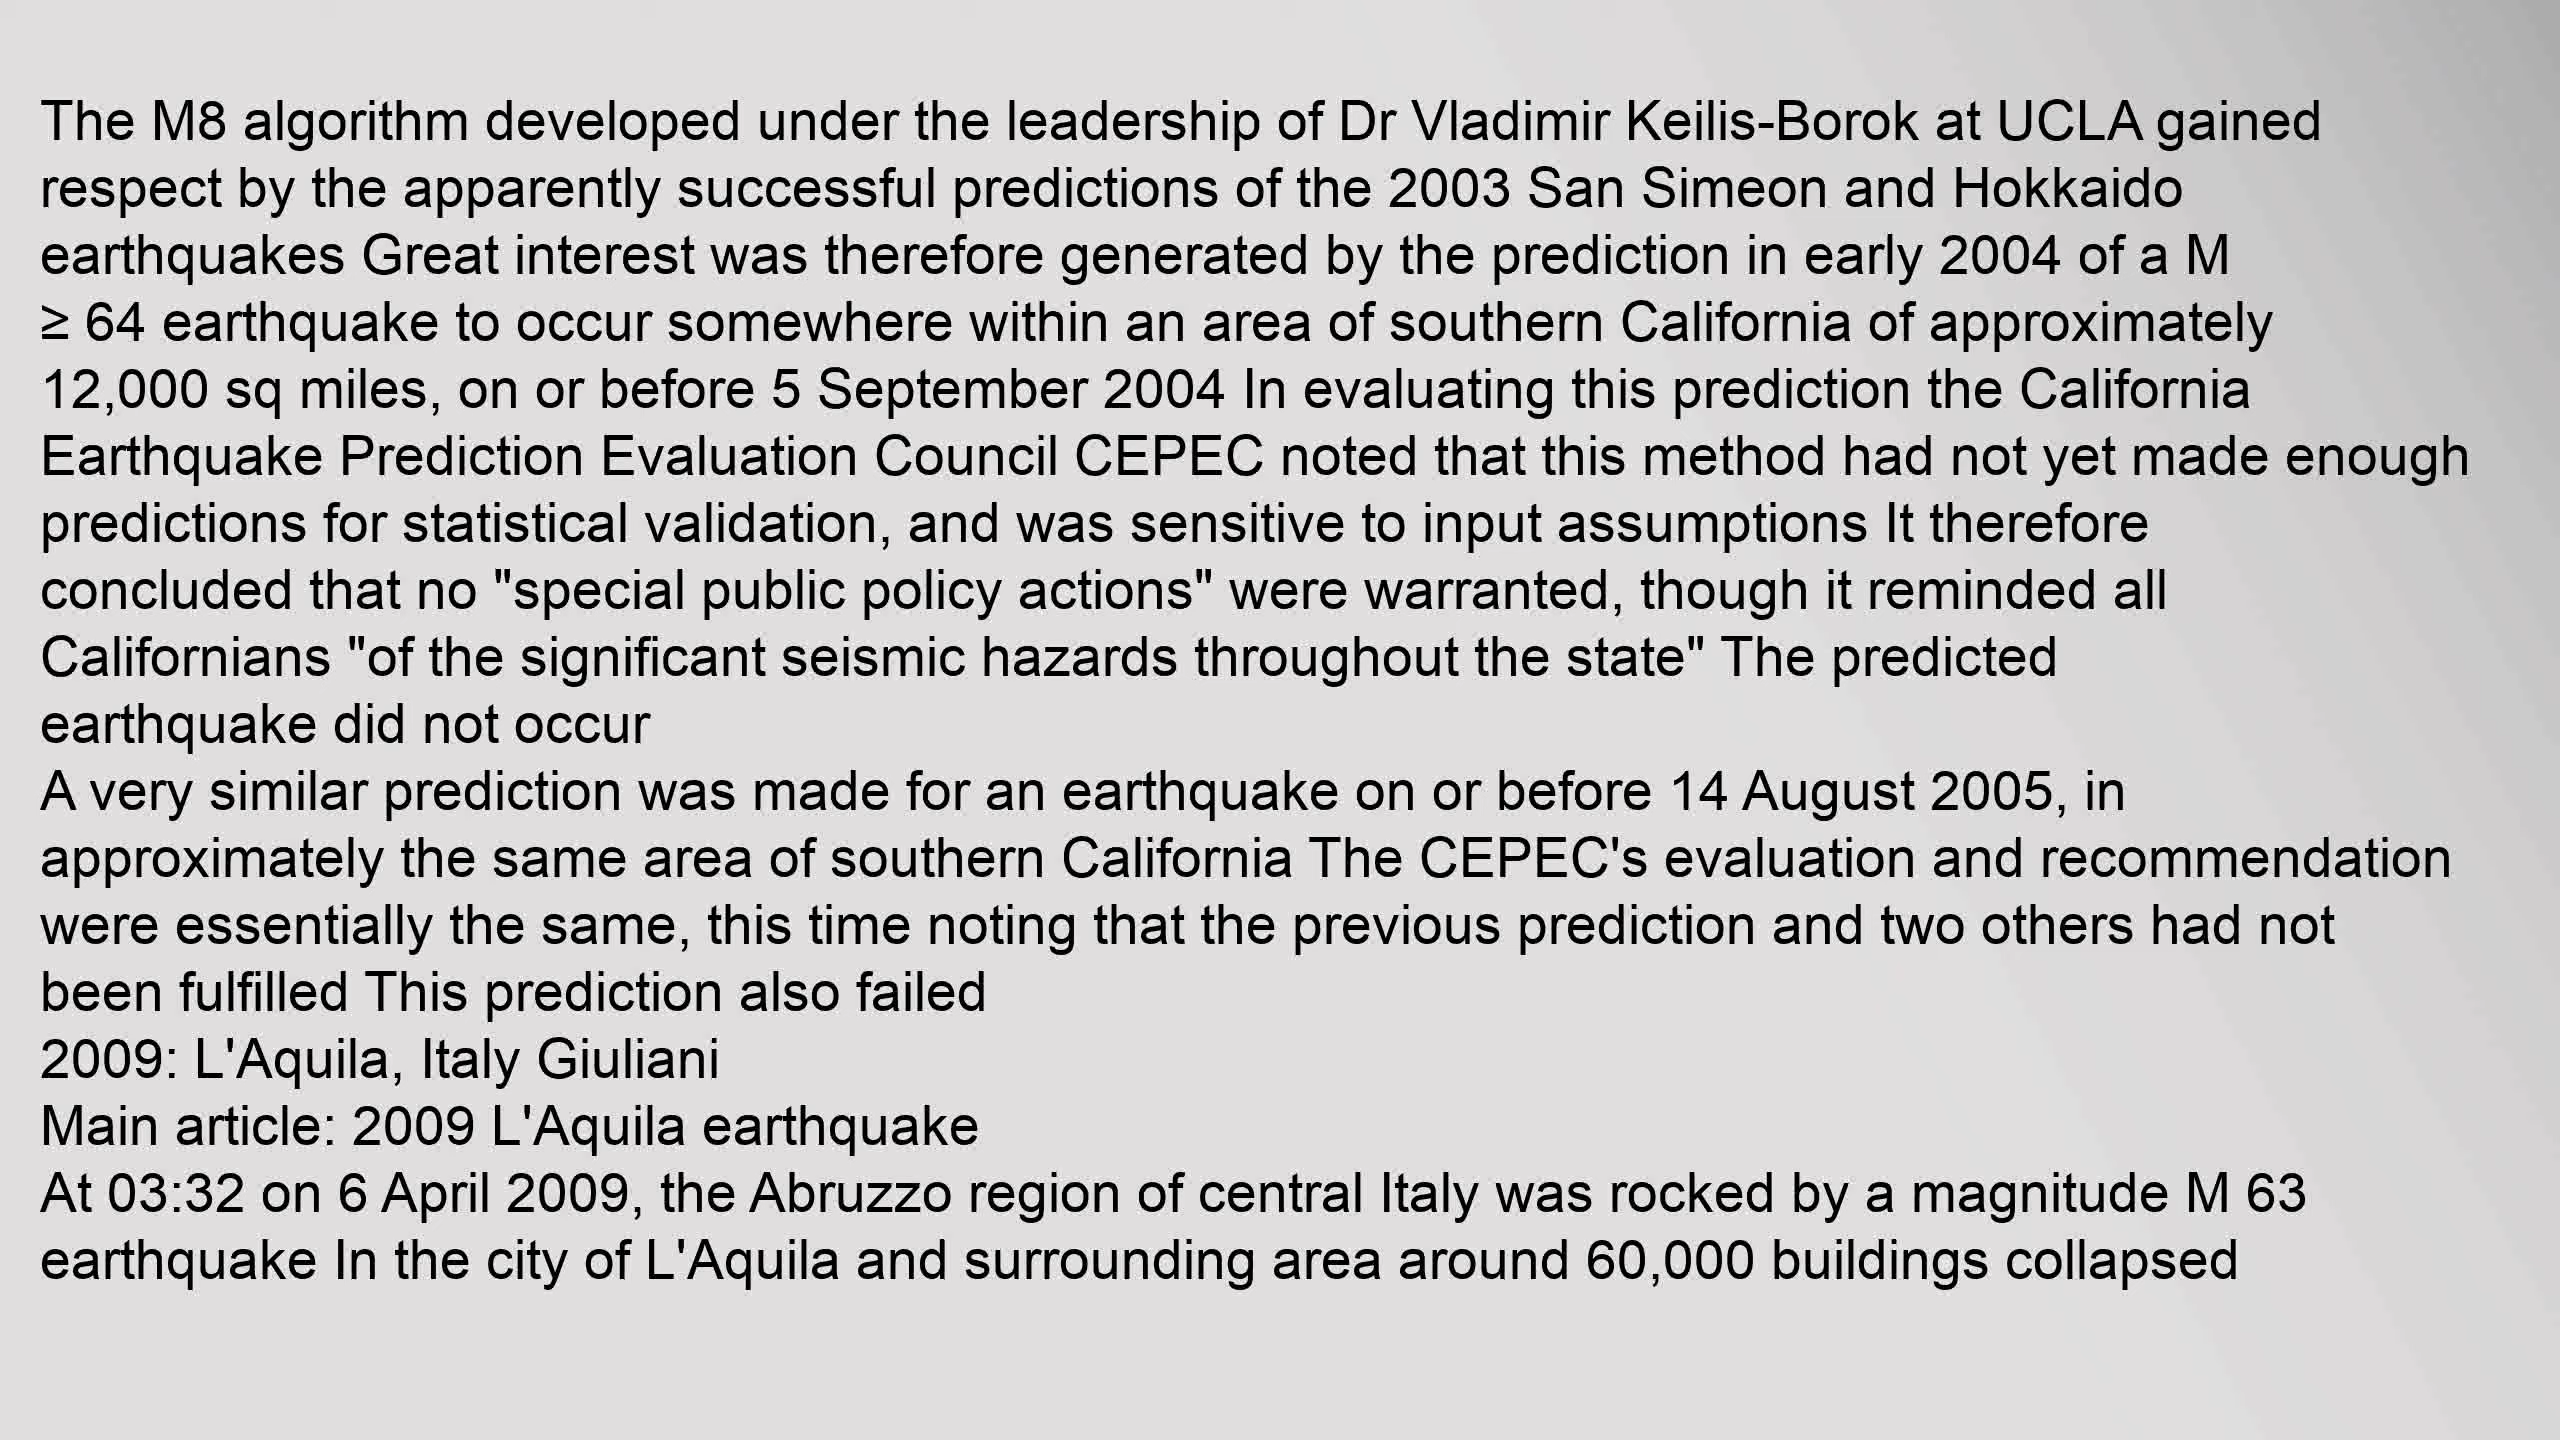 The M8 algorithm developed under the leadership of Dr Vladimir Keilis-Borok at UCLA gained
respect by the apparently successful predictions of the 2003 San Simeon and Hokkaido
earthquakes Great interest was therefore generated by the prediction in early 2004 of a M
≥ 64 earthquake to occur somewhere within an area of southern California of approximately
12,000 sq miles, on or before 5 September 2004 In evaluating this prediction the California
Earthquake Prediction Evaluation Council CEPEC noted that this method had not yet made enough
predictions for statistical validation, and was sensitive to input assumptions It therefore
concluded that no "special public policy actions" were warranted, though it reminded all
Californians "of the significant seismic hazards throughout the state" The predicted
earthquake did not occur
A very similar prediction was made for an earthquake on or before 14 August 2005, in
approximately the same area of southern California The CEPEC's evaluation and recommendation
were essentially the same, this time noting that the previous prediction and two others had not
been fulfilled This prediction also failed
2009: L'Aquila, Italy Giuliani
Main article: 2009 L'Aquila earthquake
At 03:32 on 6 April 2009, the Abruzzo region of central Italy was rocked by a magnitude M 63
earthquake In the city of L'Aquila and surrounding area around 60,000 buildings collapsed